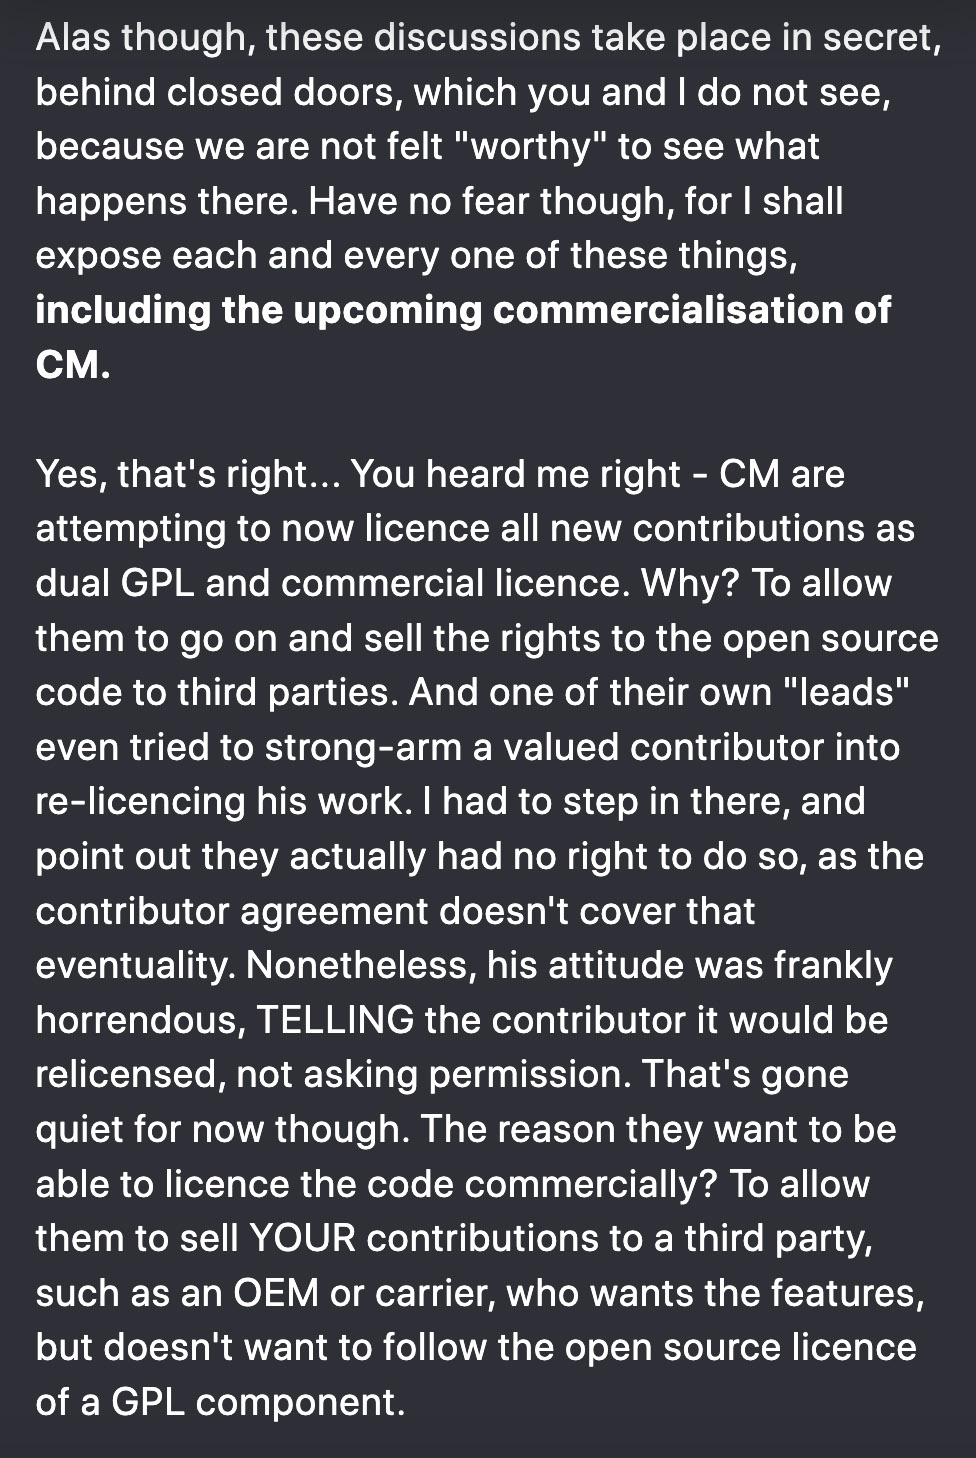 Alas though, these discussions take place in secret,
behind closed doors, which you and I do not see,
because we are not felt "worthy" to see what
happens there. Have no fear though, for I shall
expose each and every one of these things,
including the upcoming commercialisation of
CM.
Yes, that's right... You heard me right - CM are
attempting to now licence all new contributions as
dual GPL and commercial licence. Why? To allow
them to go on and sell the rights to the open source
code to third parties. And one of their own "leads"
even tried to strong-arm a valued contributor into
re-licencing his work. I had to step in there, and
point out they actually had no right to do so, as the
contributor agreement doesn't cover that
eventuality. Nonetheless, his attitude was frankly
horrendous, TELLING the contributor it would be
relicensed, not asking permission. That's gone
quiet for now though. The reason they want to be
able to licence the code commercially? To allow
them to sell YOUR contributions to a third party,
such as an OEM or carrier, who wants the features,
but doesn't want to follow the open source licence
of a GPL component.